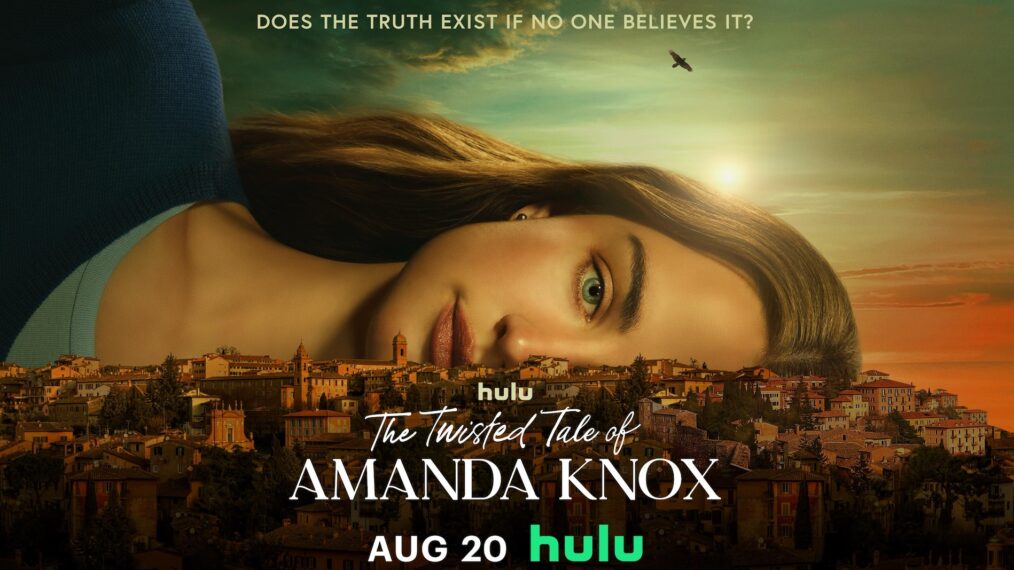 DOES THE TRUTH EXIST IF NO ONE BELIEVES IT?
hulu
The Twisted Tale of
AMANDA KNOX
AUG 20 hulu